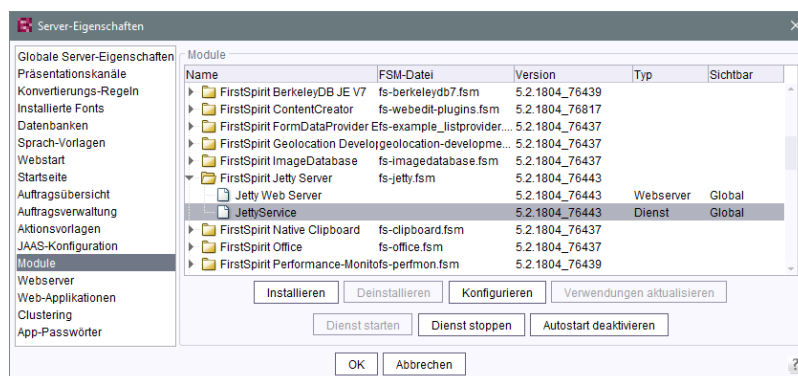 Server-Eigenschaften
Globale Server-Eigenschaften
Präsentationskanäle
Konvertierungs-Regeln
Installierte Fonts
Datenbanken
Sprach-Vorlagen
Webstart
Startseite
Auftragsübersicht
Auftragsverwaltung
Aktionsvorlagen
JAAS-Konfiguration
Module
Webserver
Web-Applikationen
Clustering
App-Passwörter
Module
Name FSM-Datei Version Typ Sichtbar
FirstSpirit BerkeleyDB JE V7 fs-berkeleydb7.fsm 5.2.1804_76439
FirstSpirit ContentCreator fs-webedit-plugins.fsm 5.2.1804_76817
FirstSpirit FormDataProvider E fs-example_listprovider.... 5.2.1804_76437
FirstSpirit Geolocation Develop geolocation-developme... 5.2.1804_76437
FirstSpirit ImageDatabase fs-imagedatabase.fsm 5.2.1804_76437
FirstSpirit Jetty Server fs-jetty.fsm 5.2.1804_76443
Jetty Web Server 5.2.1804_76443 Webserver Global
JettyService 5.2.1804_76443 Dienst Global
FirstSpirit Native Clipboard fs-clipboard.fsm 5.2.1804_76437
FirstSpirit Office fs-office.fsm 5.2.1804_76437
FirstSpirit Performance-Monito fs-perfmon.fsm 5.2.1804_76439
Installieren Deinstallieren Konfigurieren Verwendungen aktualisieren
Dienst starten Dienst stoppen Autostart deaktivieren
OK Abbrechen ?